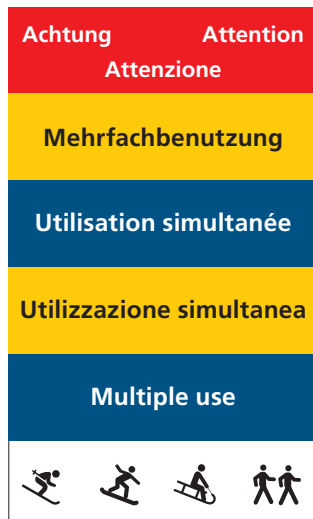 Achtung Attention
Attenzione
Mehrfachbenutzung
Utilisation simultanée
Utilizzazione simultanea
Multiple use